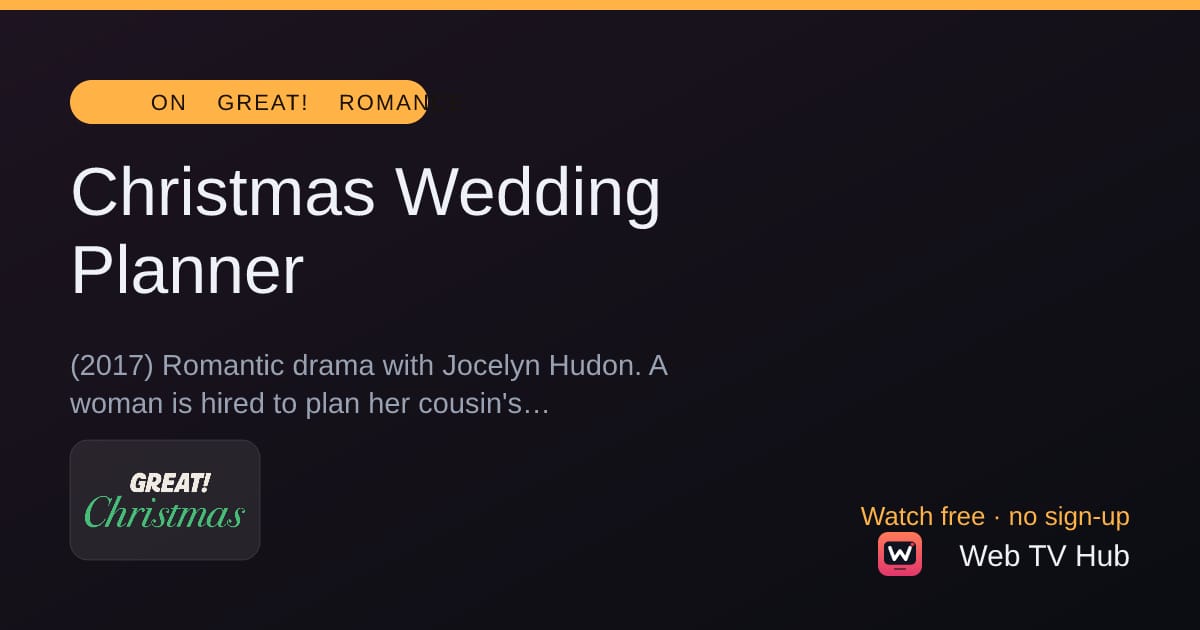 ON GREAT! ROMAN
Christmas Wedding
Planner
(2017) Romantic drama with Jocelyn Hudon. A
woman is hired to plan her cousin's…
GREAT!
Christmas
Watch free · no sign-up
W
Web TV Hub